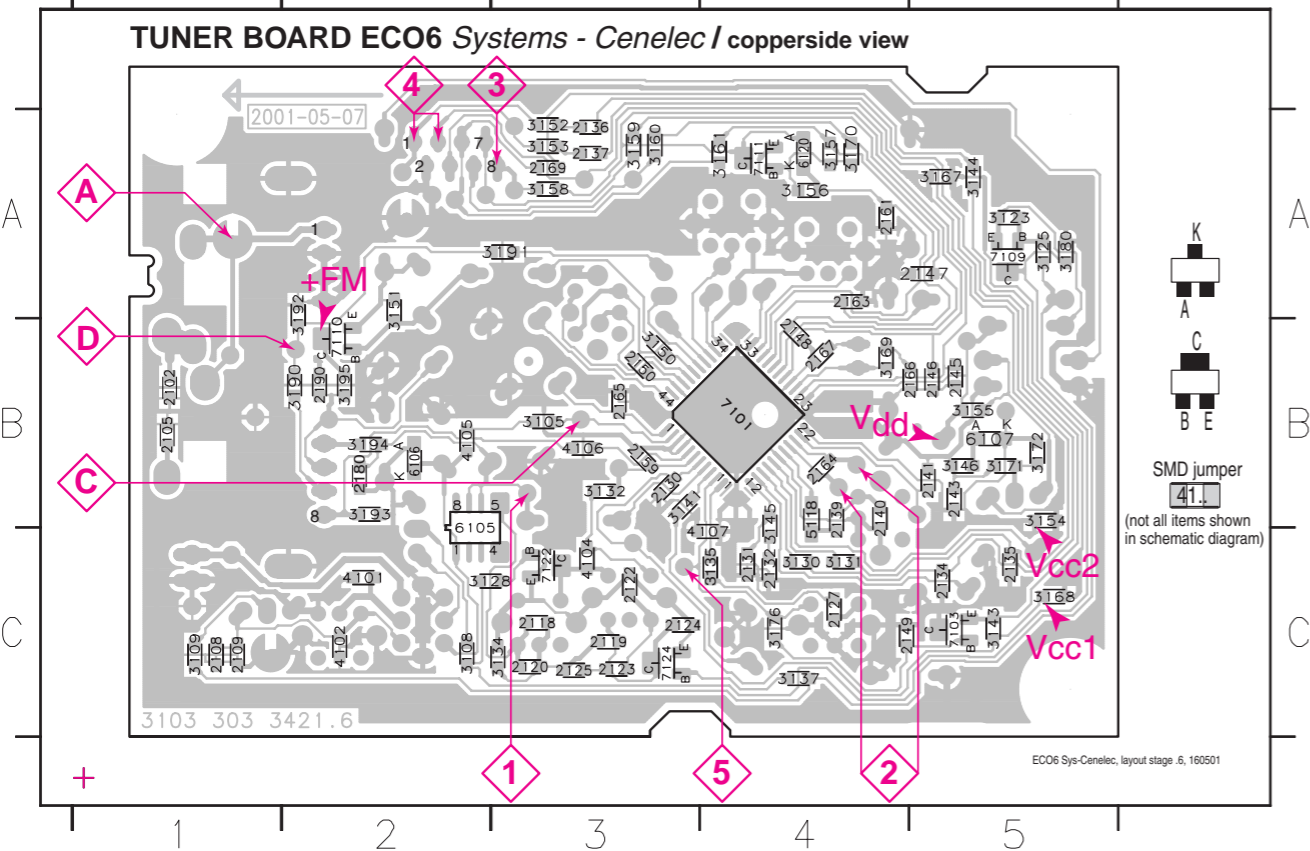 TUNER BOARD ECO6 Systems - Cenelec / copperside view
4
3
2001-05-07
1
2
7
8
3152
3153
2169
3158
2136
2137
3159
3160
3161
C
7111
E
B
A
6120
K
3157
3170
3156
2161
3167
3144
3123
E
B
7109
C
3125
3180
A
A
A
1
3191
2147
2163
K
A
+FM
3192
3151
D
C
7110
E
B
3190
2190
3195
2102
2105
3150
2150
34
33
2148
2167
3169
2166
2146
2145
2165
44
1
7101
23
22
11
12
C
B
E
B
B
3105
4106
4105
3194
A
K
6106
2180
3193
8
2159
2130
3141
3132
2164
Vdd
3155
A
K
6107
3146
3171
3172
2141
2143
C
8
5
6105
1
4
SMD jumper
41..
(not all items shown
in schematic diagram)
4107
3145
5118
2139
2140
3154
Vcc2
4101
3128
E
B
7122
C
4104
2122
3135
2131
2132
3130
3131
2134
2135
3168
Vcc1
C
C
2118
2119
2124
2127
3176
2149
C
7103
E
B
3143
3109
2108
2109
4102
3108
3134
2120
2125
2123
C
7124
E
B
3137
3103 303 3421.6
1
5
2
ECO6 Sys-Cenelec, layout stage .6, 160501
1
2
3
4
5